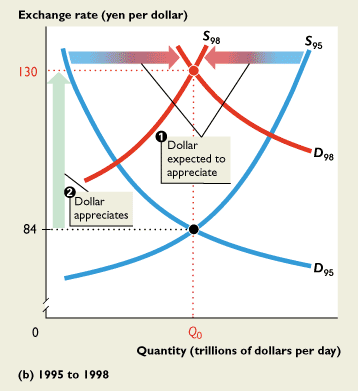 Exchange rate (yen per dollar)
S98
S95
130
1
Dollar
expected to
appreciate
D98
2
Dollar
appreciates
84
D95
0
Q0
Quantity (trillions of dollars per day)
(b) 1995 to 1998